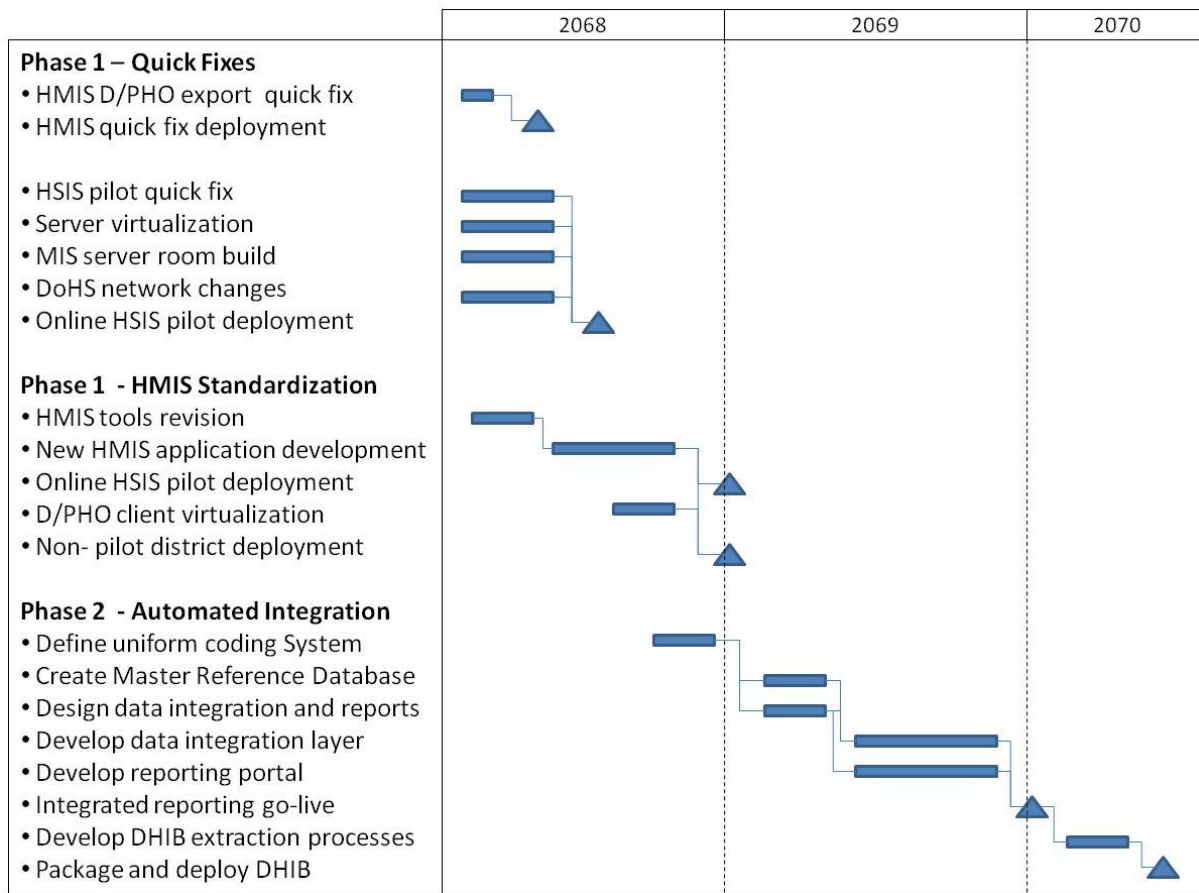 2068 2069 2070
Phase 1 – Quick Fixes
• HMIS D/PHO export quick fix
• HMIS quick fix deployment
• HSIS pilot quick fix
• Server virtualization
• MIS server room build
• DoHS network changes
• Online HSIS pilot deployment
Phase 1 - HMIS Standardization
• HMIS tools revision
• New HMIS application development
• Online HSIS pilot deployment
• D/PHO client virtualization
• Non- pilot district deployment
Phase 2 - Automated Integration
• Define uniform coding System
• Create Master Reference Database
• Design data integration and reports
• Develop data integration layer
• Develop reporting portal
• Integrated reporting go-live
• Develop DHIB extraction processes
• Package and deploy DHIB